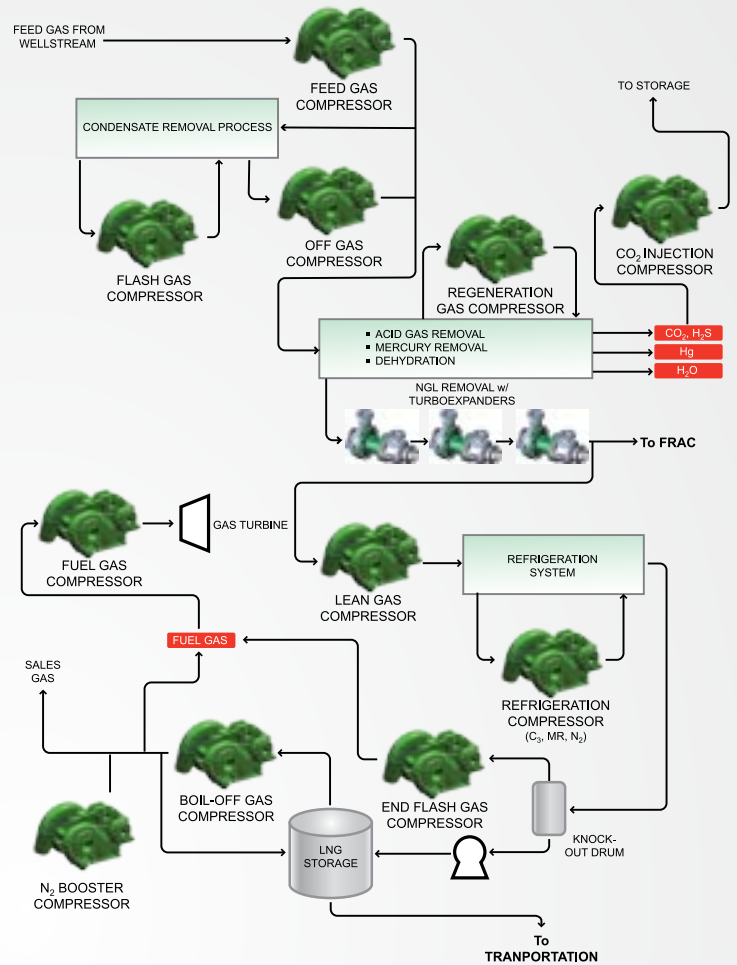 FEED GAS FROM
WELLSTREAM
FEED GAS
COMPRESSOR
TO STORAGE
CONDENSATE REMOVAL PROCESS
OFF GAS
COMPRESSOR
FLASH GAS
COMPRESSOR
CO₂ INJECTION
COMPRESSOR
REGENERATION
GAS COMPRESSOR
▪ ACID GAS REMOVAL
▪ MERCURY REMOVAL
▪ DEHYDRATION
CO₂, H₂S
Hg
H₂O
NGL REMOVAL w/
TURBOEXPANDERS
To FRAC
GAS TURBINE
FUEL GAS
COMPRESSOR
LEAN GAS
COMPRESSOR
REFRIGERATION
SYSTEM
FUEL GAS
SALES
GAS
REFRIGERATION
COMPRESSOR
(C₃, MR, N₂)
BOIL-OFF GAS
COMPRESSOR
END FLASH GAS
COMPRESSOR
KNOCK-
OUT DRUM
LNG
STORAGE
N₂ BOOSTER
COMPRESSOR
To
TRANPORTATION